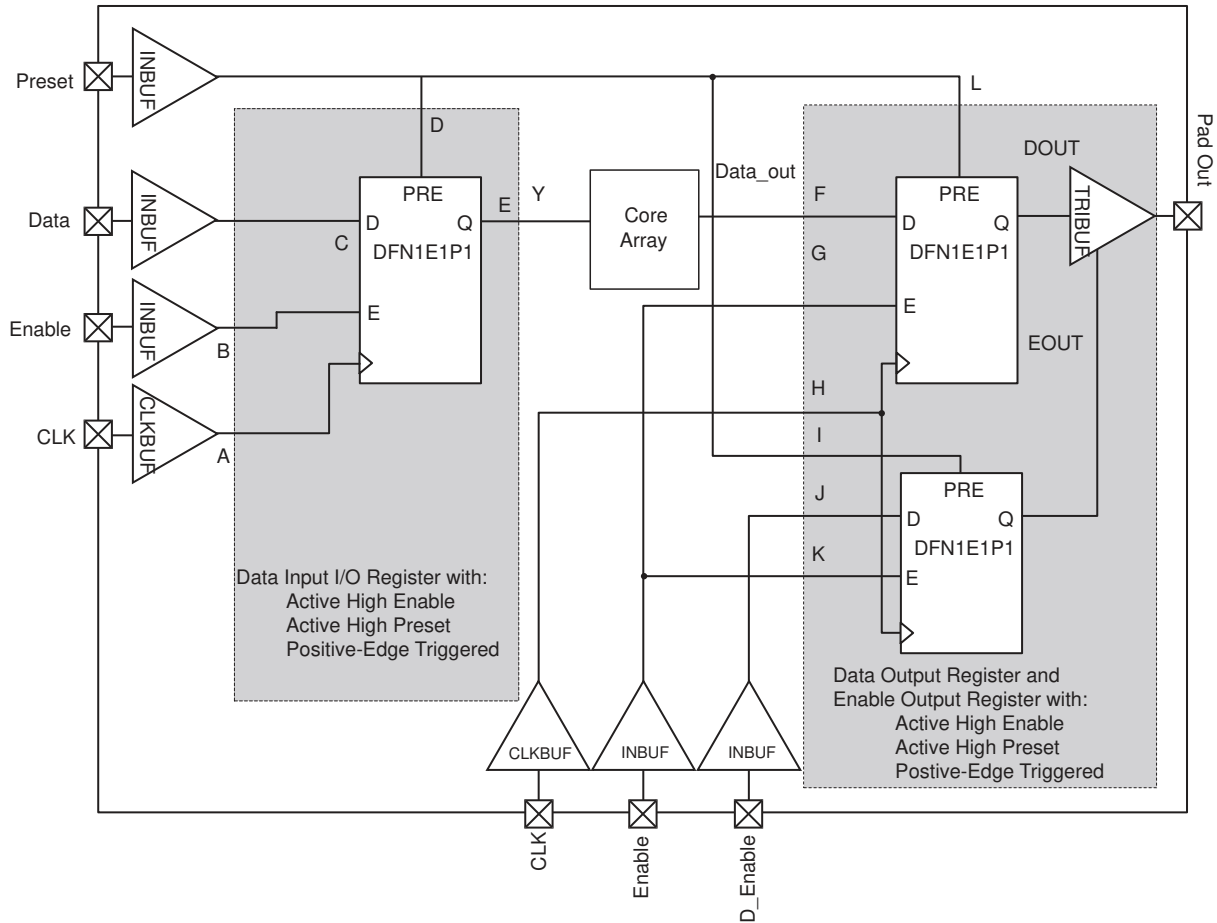 Preset
INBUF
L
D
Pad Out
DOUT
Data
INBUF
PRE
D
Q
C
DFN1E1P1
E
E
Y
Core
Array
Data_out
F
G
PRE
D
Q
DFN1E1P1
E
TRIBUF
EOUT
Enable
INBUF
B
CLK
CLKBUF
A
H
I
J
K
PRE
D
Q
DFN1E1P1
E
Data Input I/O Register with:
Active High Enable
Active High Preset
Positive-Edge Triggered
Data Output Register and
Enable Output Register with:
Active High Enable
Active High Preset
Postive-Edge Triggered
CLKBUF
INBUF
INBUF
CLK
Enable
D_Enable